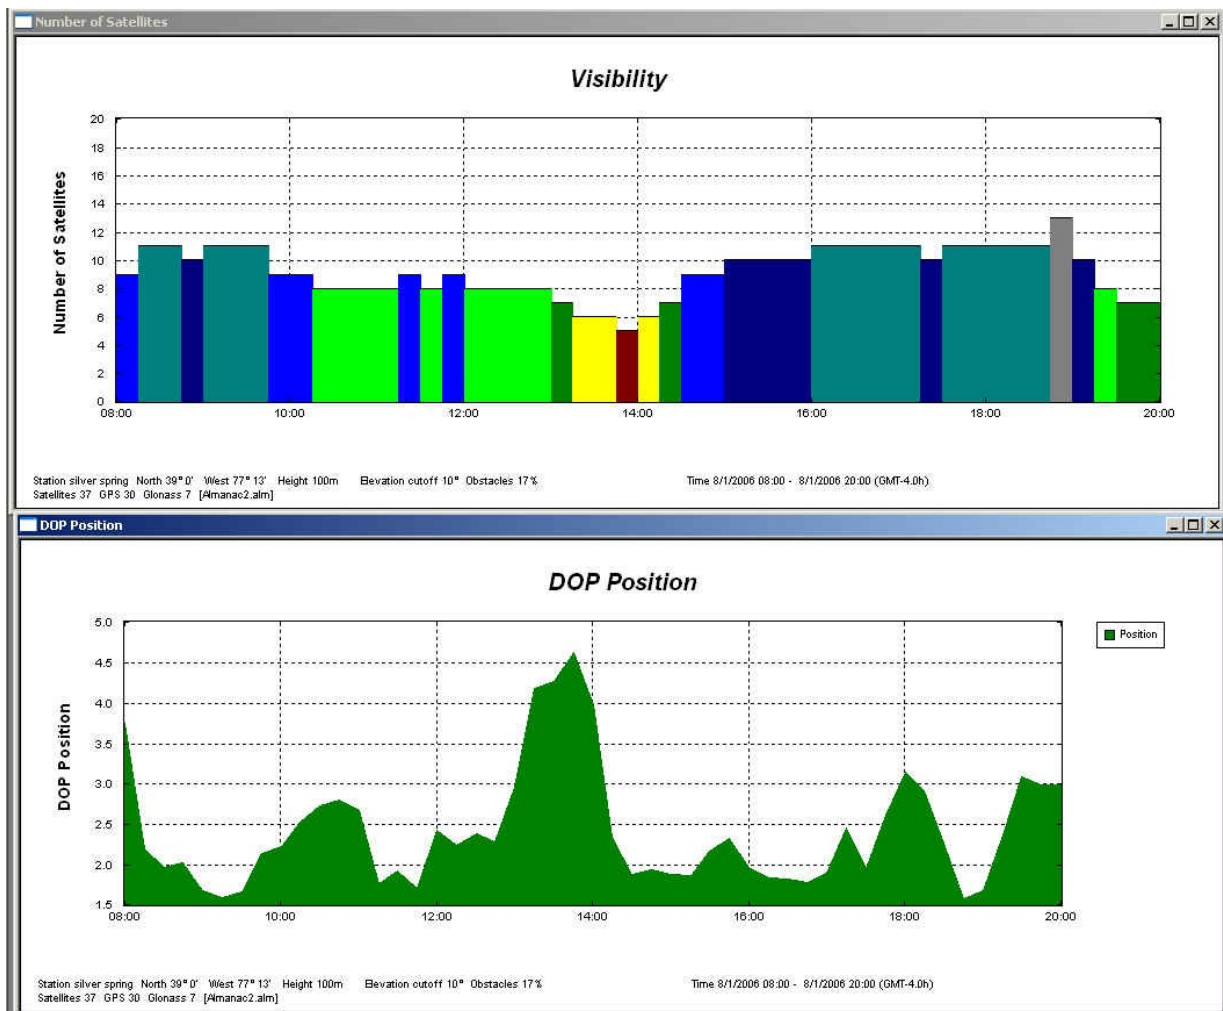 Number of Satellites
Visibility
Number of Satellites
20
18
16
14
12
10
8
6
4
2
0
08:00 10:00 12:00 14:00 16:00 18:00 20:00
Station silver spring North 39° 0' West 77° 13' Height 100m Elevation cutoff 10° Obstacles 17% Time 8/1/2006 08:00 - 8/1/2006 20:00 (GMT-4.0h)
Satellites 37 GPS 30 Glonass 7 [Almanac2.alm]
DOP Position
DOP Position
Position
DOP Position
5.0
4.5
4.0
3.5
3.0
2.5
2.0
1.5
08:00 10:00 12:00 14:00 16:00 18:00 20:00
Station silver spring North 39° 0' West 77° 13' Height 100m Elevation cutoff 10° Obstacles 17% Time 8/1/2006 08:00 - 8/1/2006 20:00 (GMT-4.0h)
Satellites 37 GPS 30 Glonass 7 [Almanac2.alm]